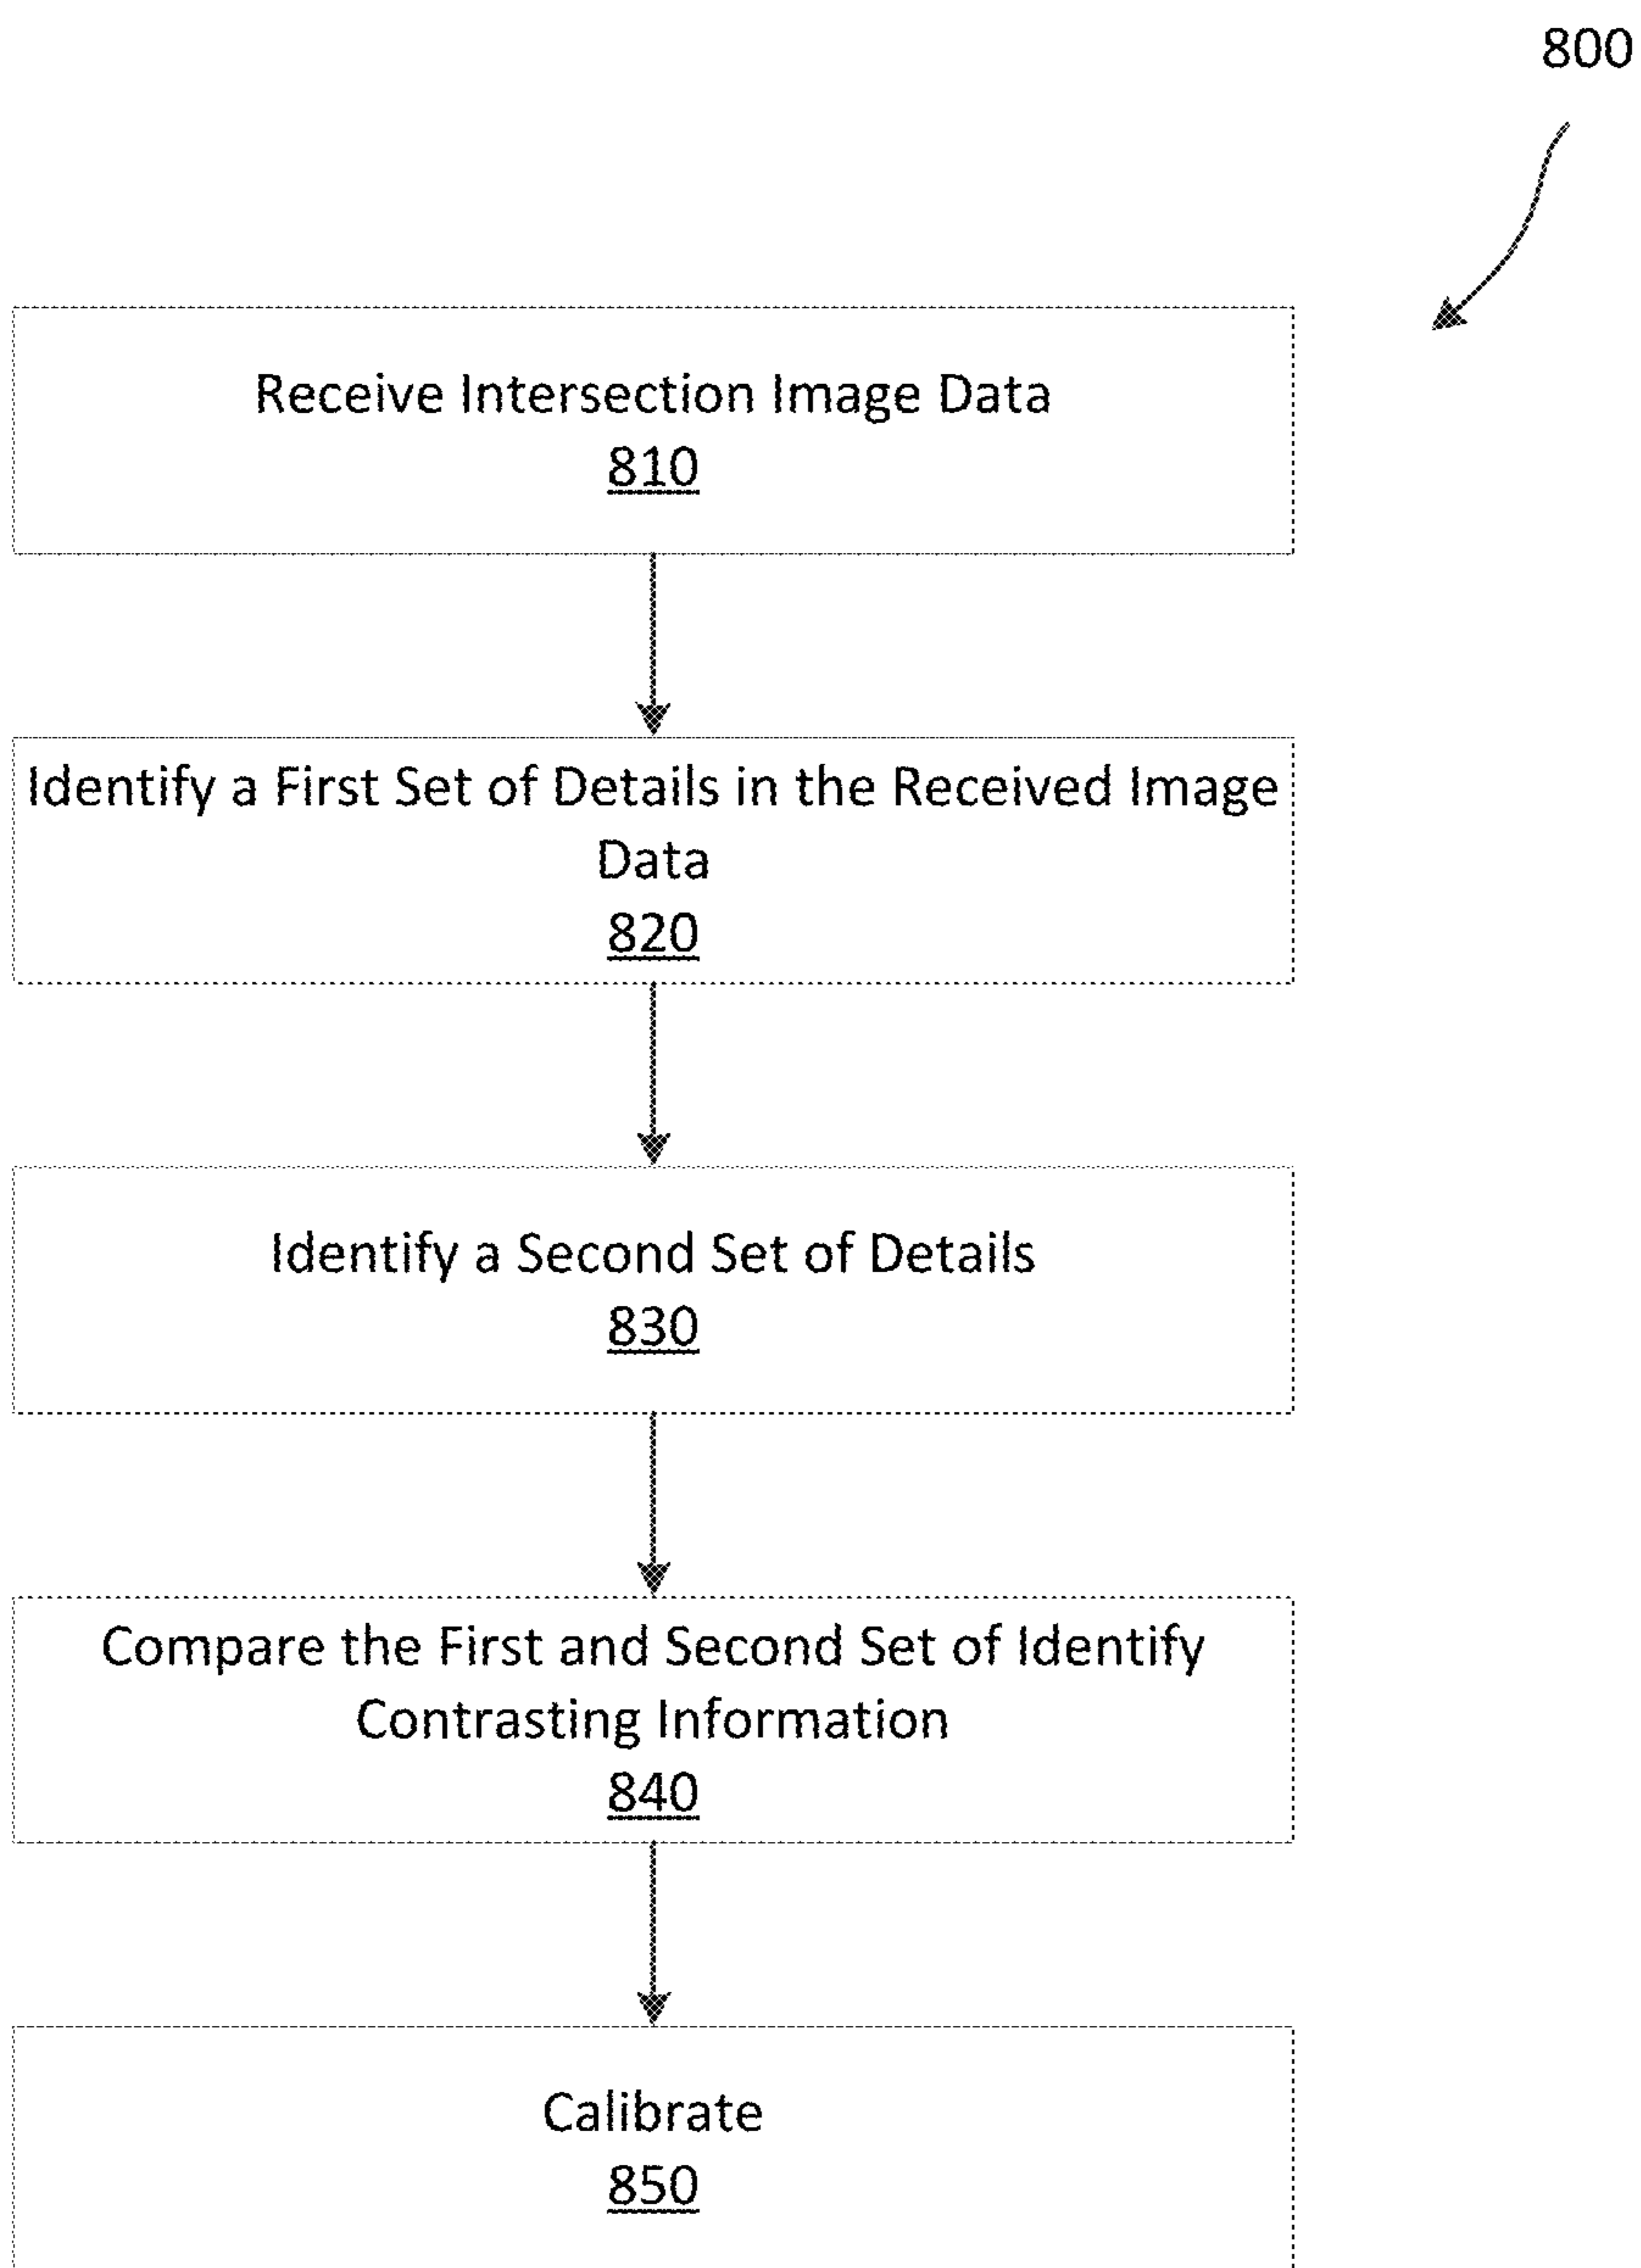 800
Receive Intersection Image Data
810
Identify a First Set of Details in the Received Image
Data
820
Identify a Second Set of Details
830
Compare the First and Second Set of Identify
Contrasting Information
840
Calibrate
850